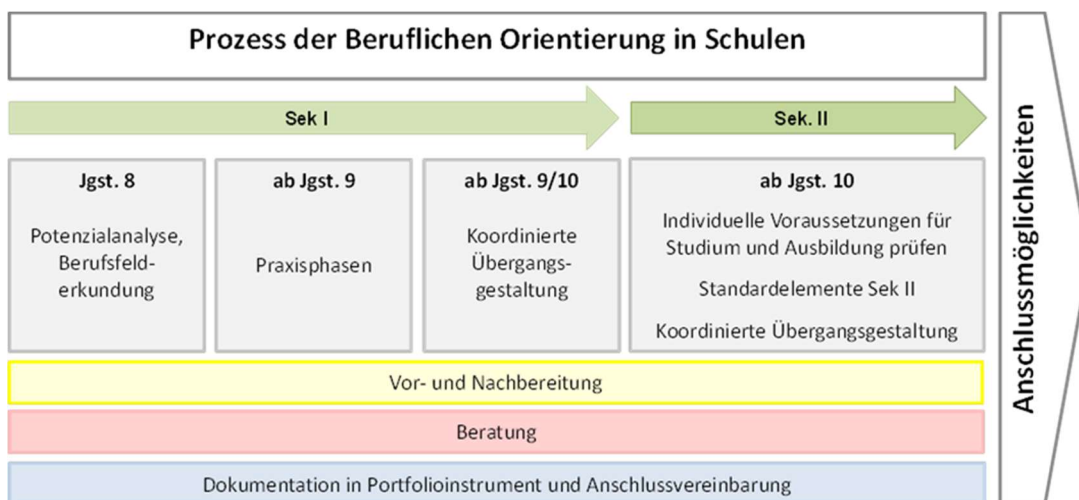 Prozess der Beruflichen Orientierung in Schulen
Sek I
Sek. II
Jgst. 8
Potenzialanalyse,
Berufsfeld-
erkundung
ab Jgst. 9
Praxisphasen
ab Jgst. 9/10
Koordinierte
Übergangs-
gestaltung
ab Jgst. 10
Individuelle Voraussetzungen für
Studium und Ausbildung prüfen
Standardelemente Sek II
Koordinierte Übergangsgestaltung
Vor- und Nachbereitung
Beratung
Dokumentation in Portfolioinstrument und Anschlussvereinbarung
Anschlussmöglichkeiten